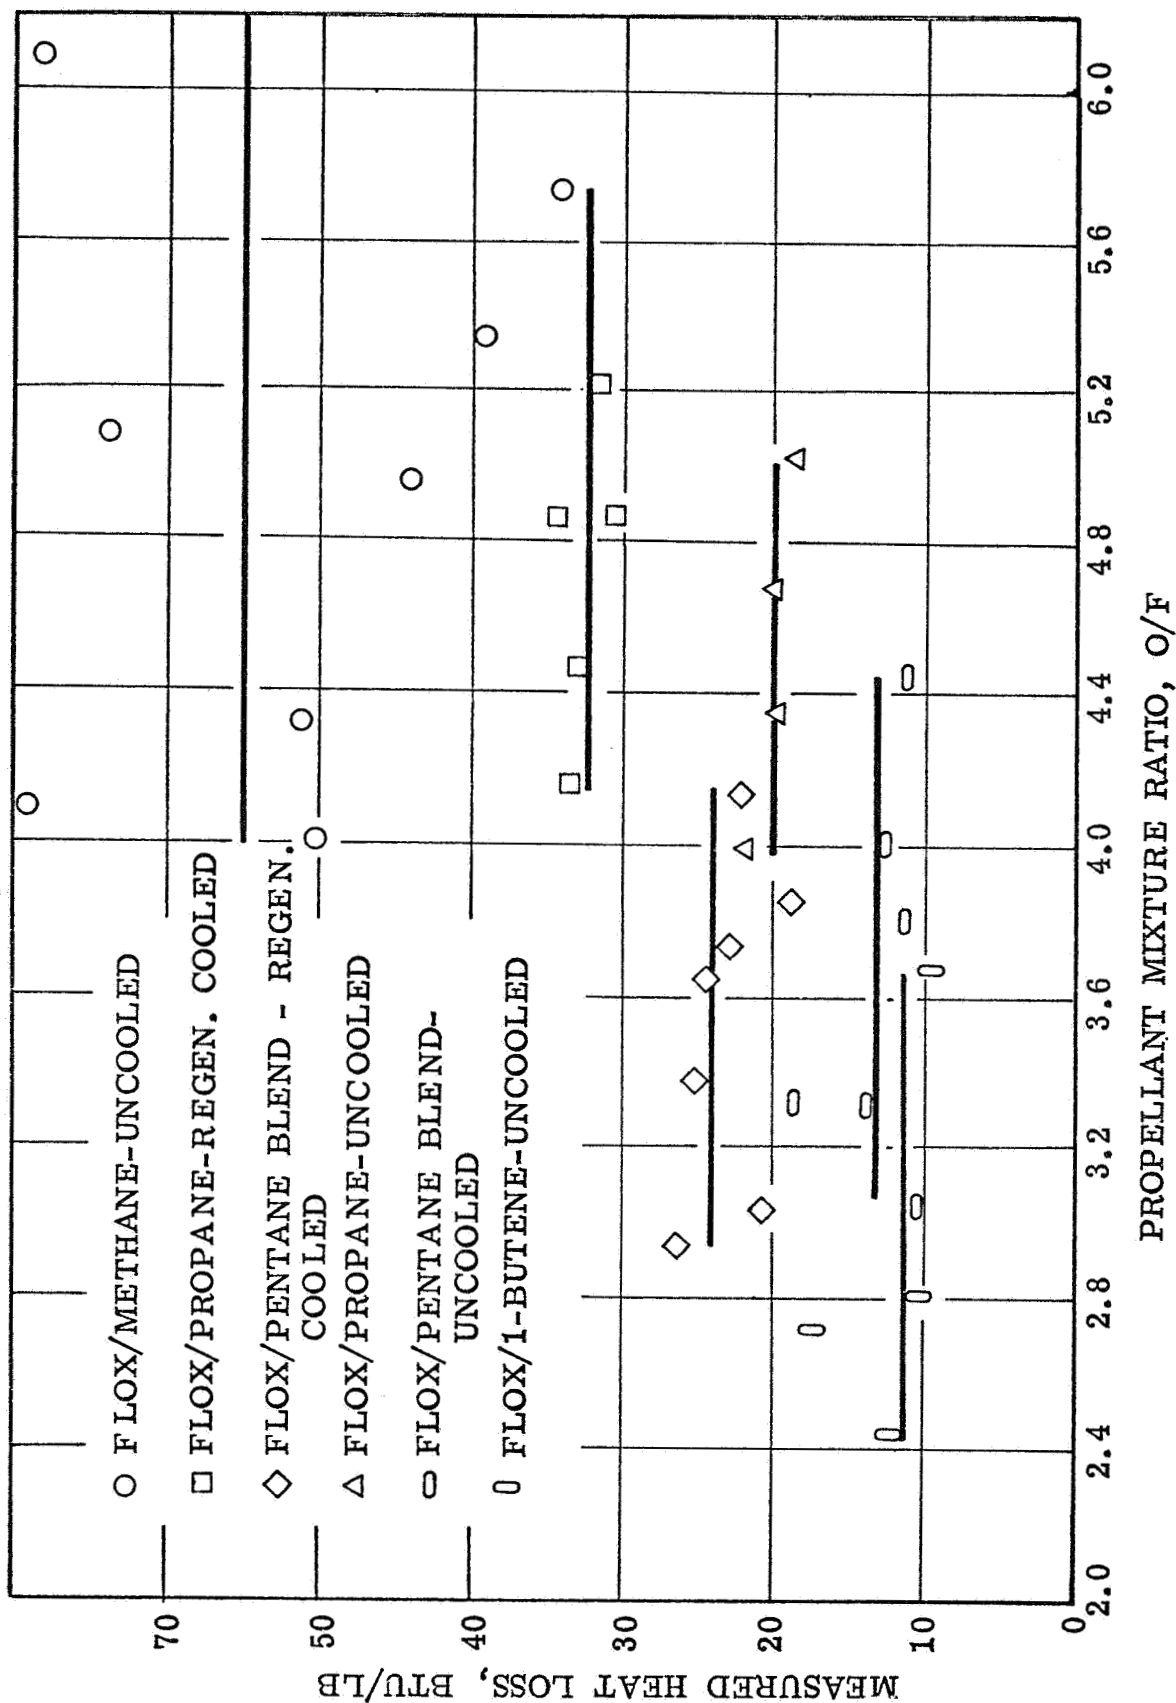 FLOX/METHANE-UNCOOLED
FLOX/PROPANE-REGEN. COOLED
FLOX/PENTANE BLEND - REGEN.
COOLED
FLOX/PROPANE-UNCOOLED
FLOX/PENTANE BLEND-
UNCOOLED
FLOX/1-BUTENE-UNCOOLED
MEASURED HEAT LOSS, BTU/LB
70
50
40
30
20
10
0
2.0 2.4 2.8 3.2 3.6 4.0 4.4 4.8 5.2 5.6 6.0
PROPELLANT MIXTURE RATIO, O/F